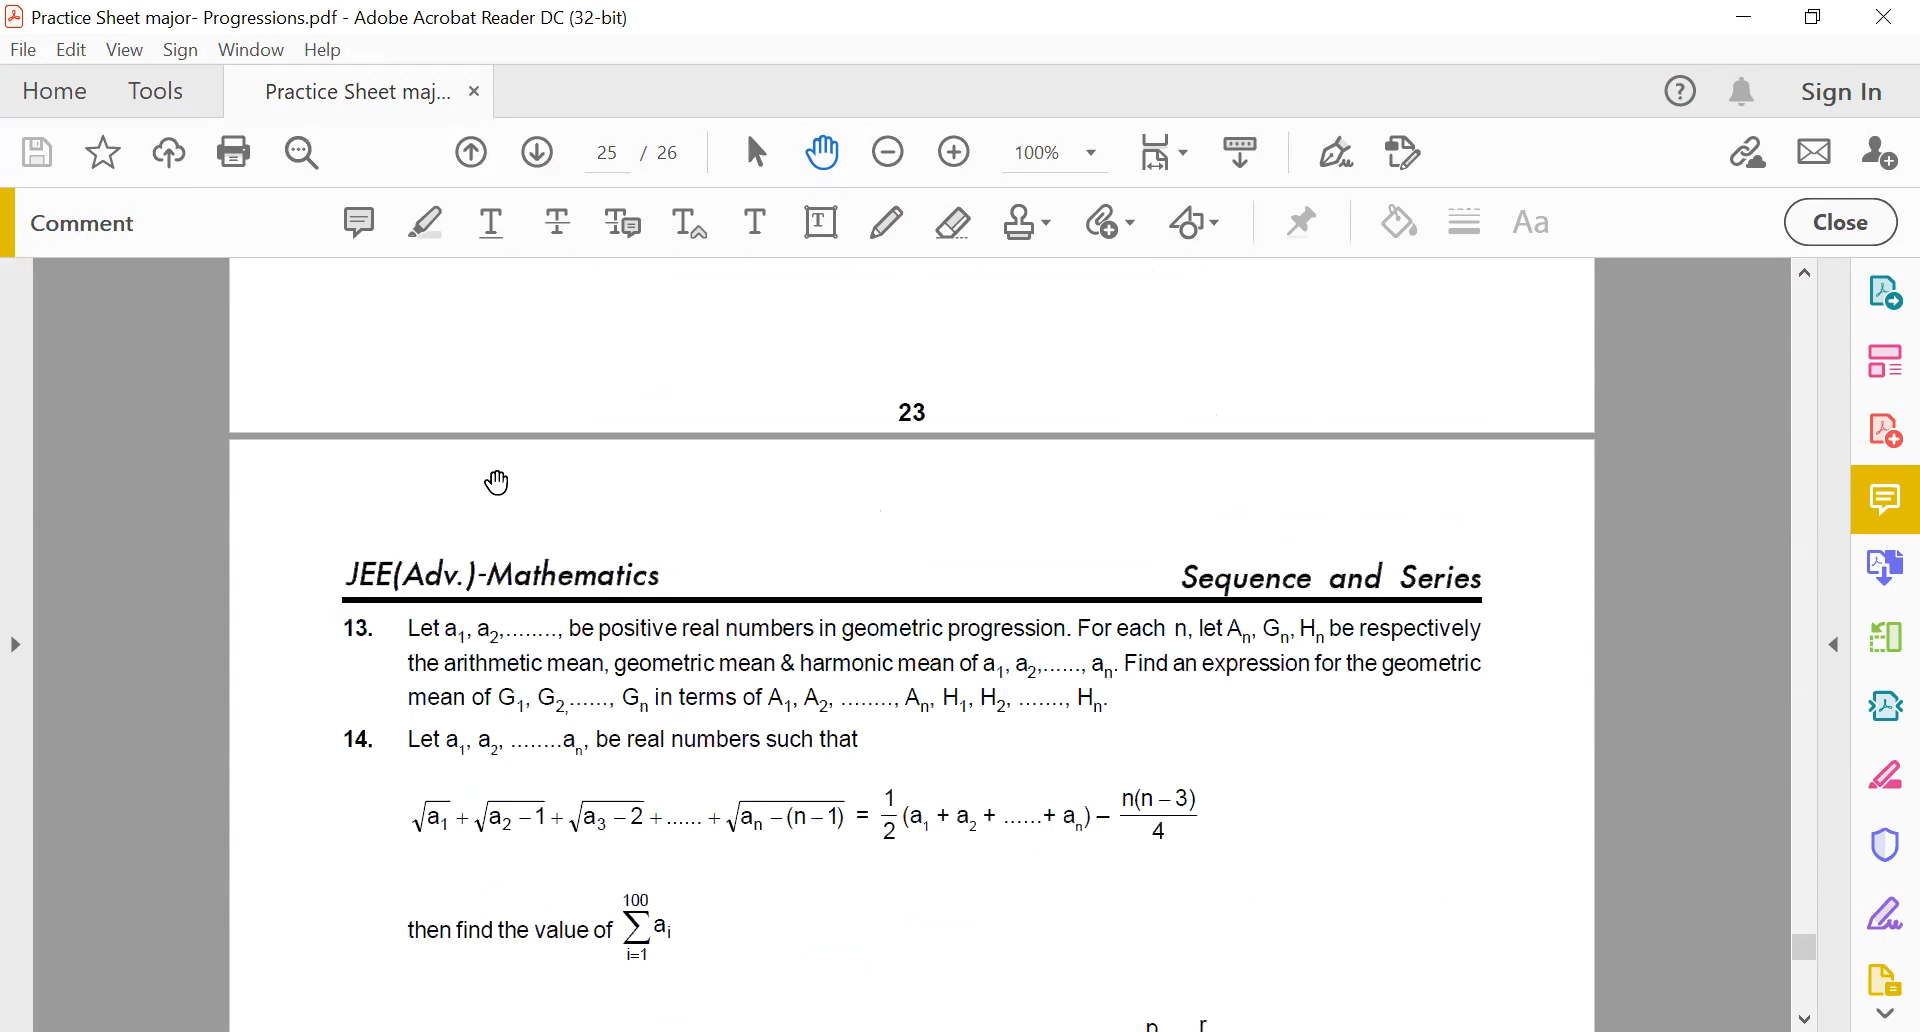 Practice Sheet major- Progressions.pdf - Adobe Acrobat Reader DC (32-bit)
File Edit View Sign Window Help
Home Tools Practice Sheet maj... × Sign In
25 / 26 100%
Comment Aa Close
23
JEE(Adv.)-Mathematics Sequence and Series
13. Let a₁, a₂,........, be positive real numbers in geometric progression. For each n, let Aₙ, Gₙ, Hₙ be respectively
the arithmetic mean, geometric mean & harmonic mean of a₁, a₂,......, aₙ. Find an expression for the geometric
mean of G₁, G₂,......, Gₙ in terms of A₁, A₂, ........, Aₙ, H₁, H₂, ......., Hₙ.
14. Let a₁, a₂, ........aₙ, be real numbers such that
√a₁ + √a₂ – 1 + √a₃ – 2 + ...... + √aₙ – (n – 1) = 1/2 (a₁ + a₂ + ......+ aₙ) – n(n – 3)/4
then find the value of ∑ᵢ₌₁¹⁰⁰ aᵢ
p r